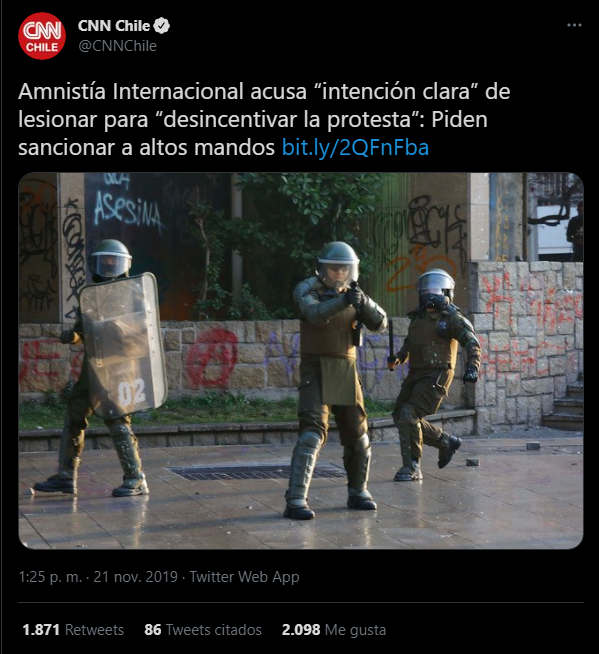 CNN
CHILE
CNN Chile
@CNNChile
Amnistía Internacional acusa “intención clara” de
lesionar para “desincentivar la protesta”: Piden
sancionar a altos mandos bit.ly/2QFnFba
ASESINA
02
1:25 p. m. · 21 nov. 2019 · Twitter Web App
1.871 Retweets 86 Tweets citados 2.098 Me gusta